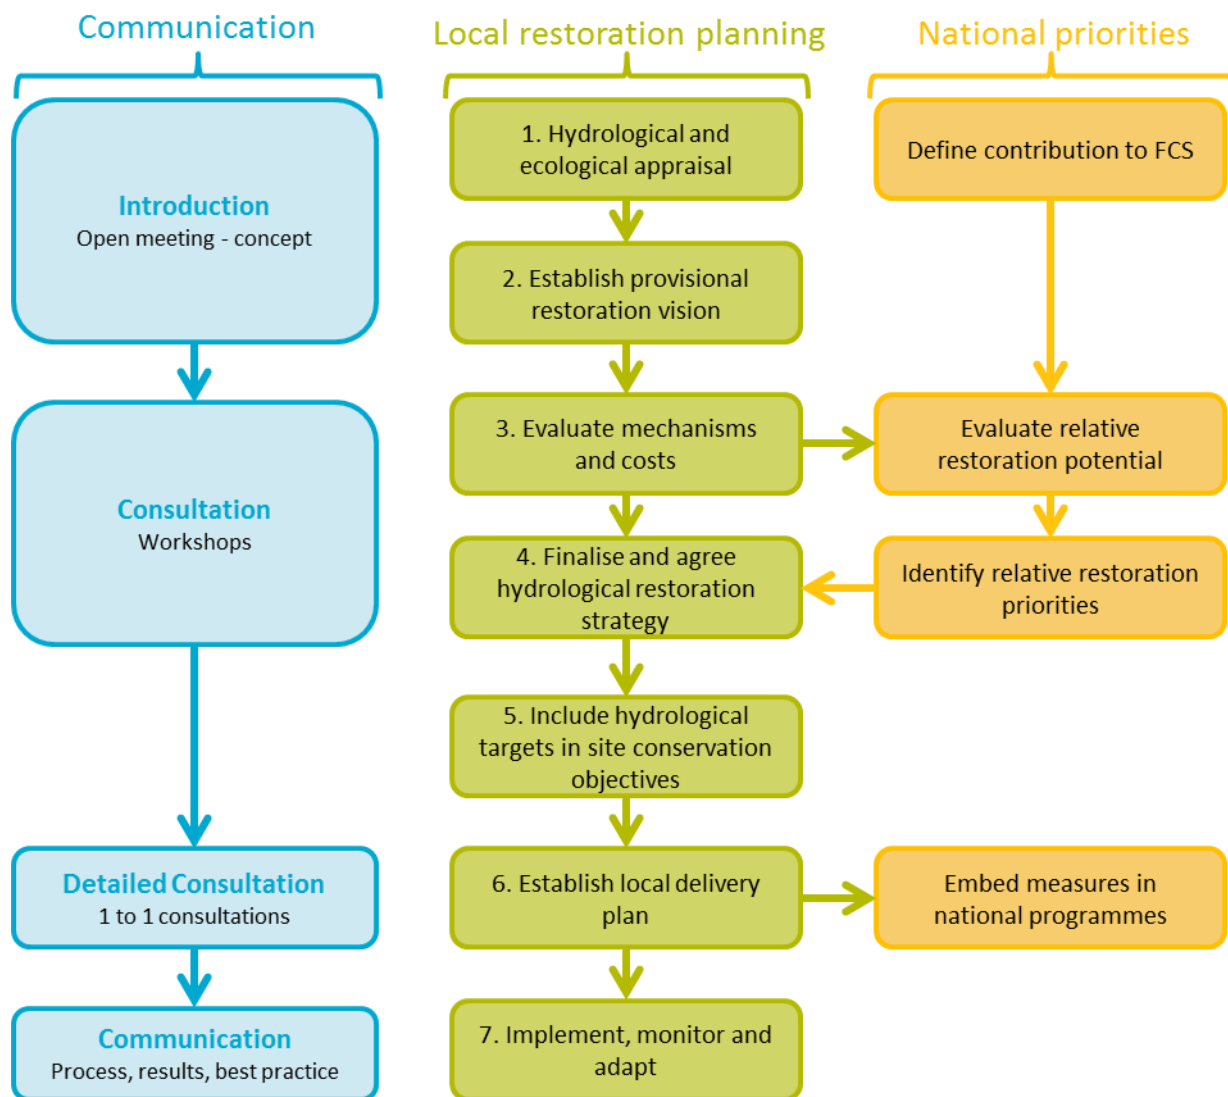 Communication
Local restoration planning
National priorities
Introduction
Open meeting - concept
Consultation
Workshops
Detailed Consultation
1 to 1 consultations
Communication
Process, results, best practice
1. Hydrological and
ecological appraisal
2. Establish provisional
restoration vision
3. Evaluate mechanisms
and costs
4. Finalise and agree
hydrological restoration
strategy
5. Include hydrological
targets in site conservation
objectives
6. Establish local delivery
plan
7. Implement, monitor and
adapt
Define contribution to FCS
Evaluate relative
restoration potential
Identify relative restoration
priorities
Embed measures in
national programmes